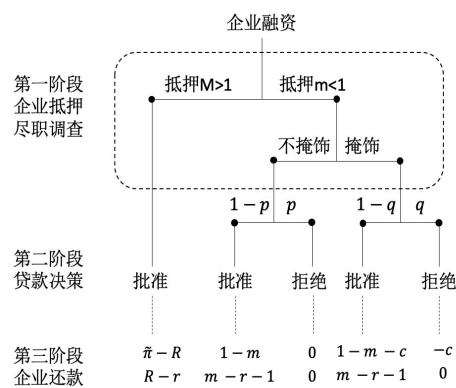 企业融资
抵押M>1 抵押m<1
第一阶段
企业抵押
尽职调查
不掩饰 掩饰
1−p p 1−q q
第二阶段
贷款决策
批准 批准 拒绝 批准 拒绝
第三阶段
企业还款
π̃−R 1−m 0 1−m−c −c
R−r m−r−1 0 m−r−1 0